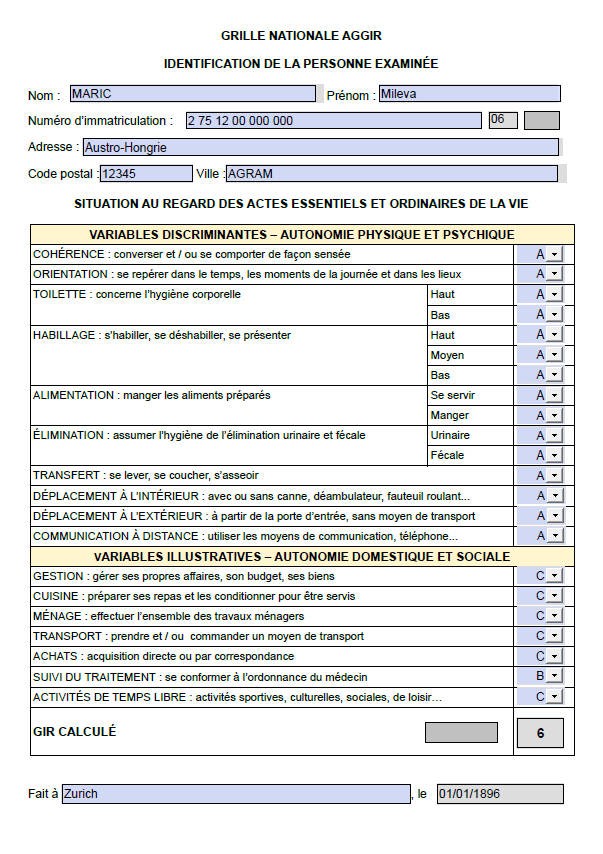 GRILLE NATIONALE AGGIR
IDENTIFICATION DE LA PERSONNE EXAMINÉE
Nom : MARIC Prénom : Mileva
Numéro d'immatriculation : 2 75 12 00 000 000 06
Adresse : Austro-Hongrie
Code postal : 12345 Ville : AGRAM
SITUATION AU REGARD DES ACTES ESSENTIELS ET ORDINAIRES DE LA VIE
VARIABLES DISCRIMINANTES – AUTONOMIE PHYSIQUE ET PSYCHIQUE
COHÉRENCE : converser et / ou se comporter de façon sensée A
ORIENTATION : se repérer dans le temps, les moments de la journée et dans les lieux A
TOILETTE : concerne l'hygiène corporelle Haut A
Bas A
HABILLAGE : s'habiller, se déshabiller, se présenter Haut A
Moyen A
Bas A
ALIMENTATION : manger les aliments préparés Se servir A
Manger A
ÉLIMINATION : assumer l'hygiène de l'élimination urinaire et fécale Urinaire A
Fécale A
TRANSFERT : se lever, se coucher, s'asseoir A
DÉPLACEMENT À L'INTÉRIEUR : avec ou sans canne, déambulateur, fauteuil roulant... A
DÉPLACEMENT À L'EXTÉRIEUR : à partir de la porte d'entrée, sans moyen de transport A
COMMUNICATION À DISTANCE : utiliser les moyens de communication, téléphone... A
VARIABLES ILLUSTRATIVES – AUTONOMIE DOMESTIQUE ET SOCIALE
GESTION : gérer ses propres affaires, son budget, ses biens C
CUISINE : préparer ses repas et les conditionner pour être servis C
MÉNAGE : effectuer l'ensemble des travaux ménagers C
TRANSPORT : prendre et / ou commander un moyen de transport C
ACHATS : acquisition directe ou par correspondance C
SUIVI DU TRAITEMENT : se conformer à l'ordonnance du médecin B
ACTIVITÉS DE TEMPS LIBRE : activités sportives, culturelles, sociales, de loisir… C
GIR CALCULÉ 6
Fait à Zurich, le 01/01/1896